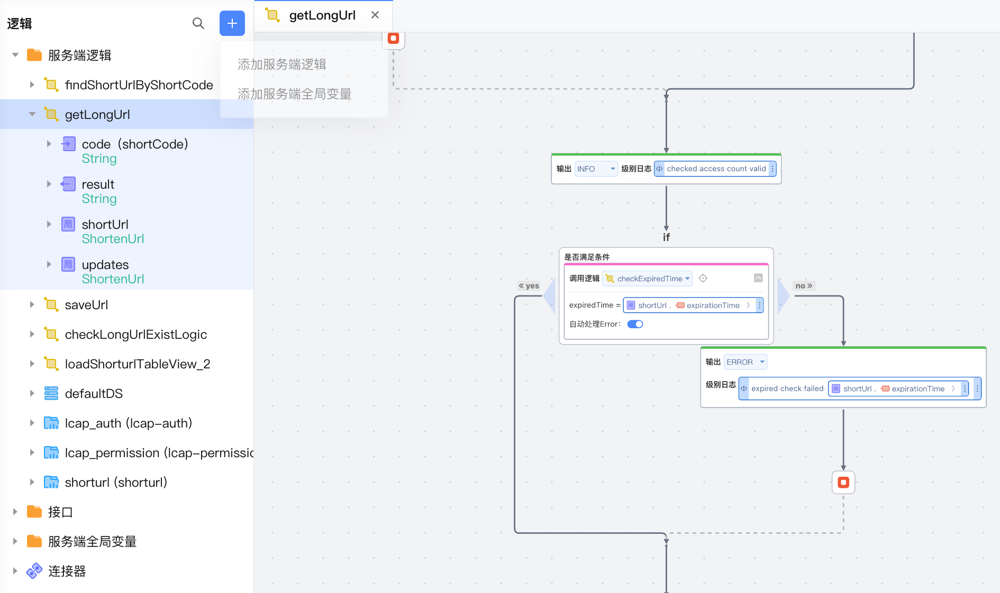 逻辑
服务端逻辑
findShortUrlByShortCode
getLongUrl
code（shortCode）
String
result
String
局
shortUrl
ShortenUrl
局
updates
ShortenUrl
saveUrl
checkLongUrlExistLogic
loadShorturlTableView_2
defaultDS
lcap_auth (lcap-auth)
lcap_permission (lcap-permissic
shorturl (shorturl)
接口
服务端全局变量
连接器
添加服务端逻辑
添加服务端全局变量
getLongUrl
输出 INFO 级别日志 checked access count valid
if
是否满足条件
调用逻辑 checkExpiredTime
expiredTime = 局 shortUrl . expirationTime
自动处理Error：
« yes
no »
输出 ERROR
级别日志 expired check failed 局 shortUrl . expirationTime